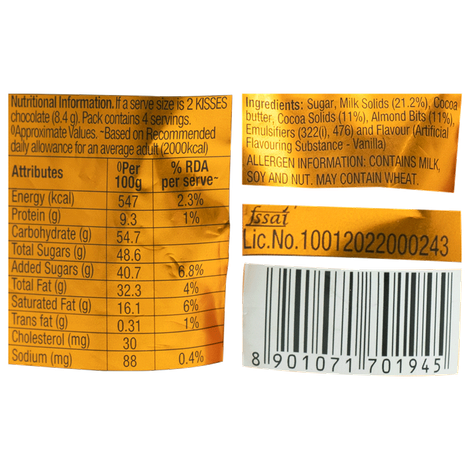 Nutritional Information. If a serve size is 2 KISSES
chocolate (8.4 g). Pack contains 4 servings.
◊Approximate Values. ~Based on Recommended
daily allowance for an average adult (2000kcal)
Attributes ◊Per 100g % RDA per serve~
Energy (kcal) 547 2.3%
Protein (g) 9.3 1%
Carbohydrate (g) 54.7
Total Sugars (g) 48.6
Added Sugars (g) 40.7 6.8%
Total Fat (g) 32.3 4%
Saturated Fat (g) 16.1 6%
Trans fat (g) 0.31 1%
Cholesterol (mg) 30
Sodium (mg) 88 0.4%
Ingredients: Sugar, Milk Solids (21.2%), Cocoa
butter, Cocoa Solids (11%), Almond Bits (11%),
Emulsifiers (322(i), 476) and Flavour (Artificial
Flavouring Substance - Vanilla)
ALLERGEN INFORMATION: CONTAINS MILK,
SOY AND NUT. MAY CONTAIN WHEAT.
fssai
Lic.No.10012022000243
8 901071 701945